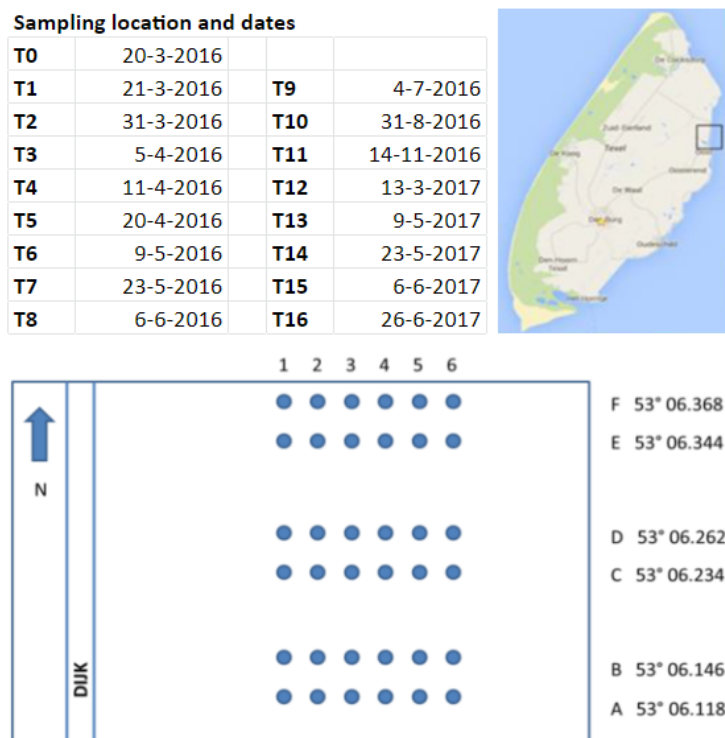 Sampling location and dates
T0 20-3-2016
T1 21-3-2016 T9 4-7-2016
T2 31-3-2016 T10 31-8-2016
T3 5-4-2016 T11 14-11-2016
T4 11-4-2016 T12 13-3-2017
T5 20-4-2016 T13 9-5-2017
T6 9-5-2016 T14 23-5-2017
T7 23-5-2016 T15 6-6-2017
T8 6-6-2016 T16 26-6-2017
De Cocksdorp
Zuid-Eierland
De Koog
Texel
Oosterend
De Waal
Den Burg
Oudeschild
Den Hoorn
Texel
1 2 3 4 5 6
F 53° 06.368
E 53° 06.344
N
D 53° 06.262
C 53° 06.234
DIJK
B 53° 06.146
A 53° 06.118